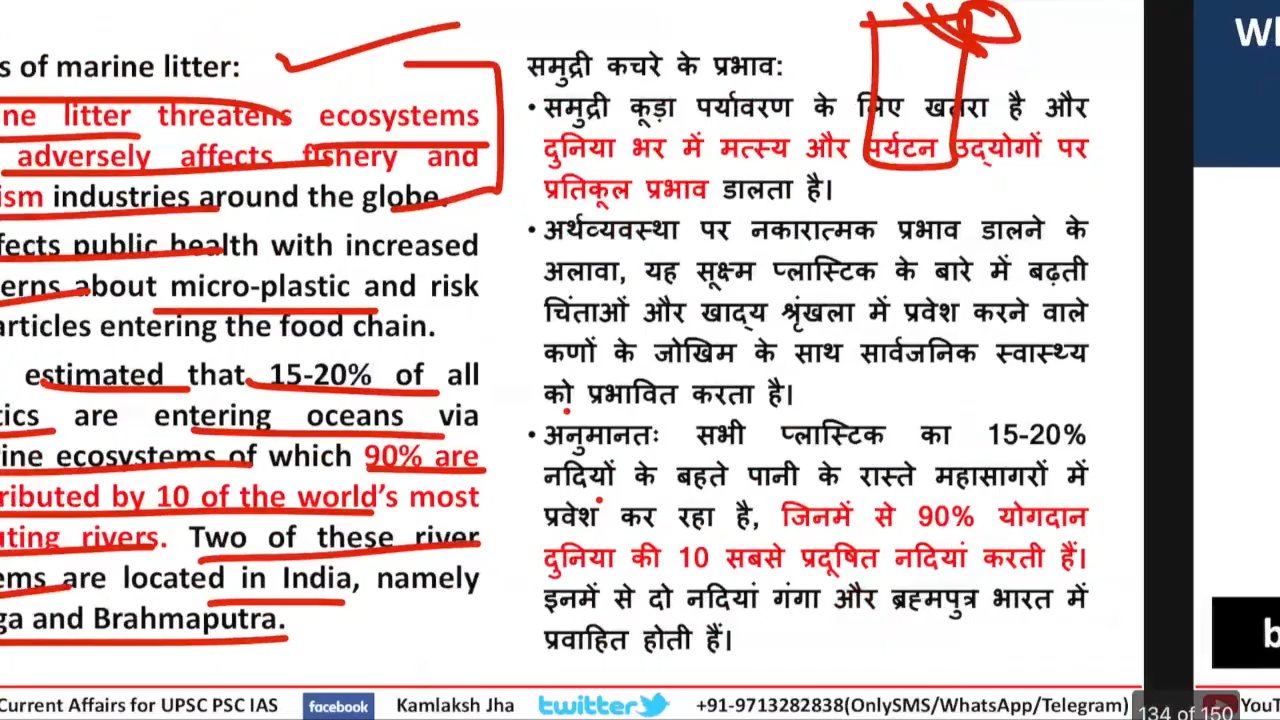 s of marine litter:
ne litter threatens ecosystems
adversely affects fishery and
ism industries around the globe.
fects public health with increased
erns about micro-plastic and risk
articles entering the food chain.
estimated that 15-20% of all
tics are entering oceans via
ine ecosystems of which 90% are
ributed by 10 of the world's most
ting rivers. Two of these river
ems are located in India, namely
ga and Brahmaputra.
समुद्री कचरे के प्रभाव:
• समुद्री कूड़ा पर्यावरण के लिए खतरा है और
दुनिया भर में मत्स्य और पर्यटन उद्योगों पर
प्रतिकूल प्रभाव डालता है।
• अर्थव्यवस्था पर नकारात्मक प्रभाव डालने के
अलावा, यह सूक्ष्म प्लास्टिक के बारे में बढ़ती
चिंताओं और खाद्य श्रृंखला में प्रवेश करने वाले
कणों के जोखिम के साथ सार्वजनिक स्वास्थ्य
को प्रभावित करता है।
• अनुमानतः सभी प्लास्टिक का 15-20%
नदियों के बहते पानी के रास्ते महासागरों में
प्रवेश कर रहा है, जिनमें से 90% योगदान
दुनिया की 10 सबसे प्रदूषित नदियां करती हैं।
इनमें से दो नदियां गंगा और ब्रह्मपुत्र भारत में
प्रवाहित होती हैं।
Wh
b
Current Affairs for UPSC PSC IAS facebook Kamlaksh Jha twitter +91-9713282838(OnlySMS/WhatsApp/Telegram) YouT
134 of 150